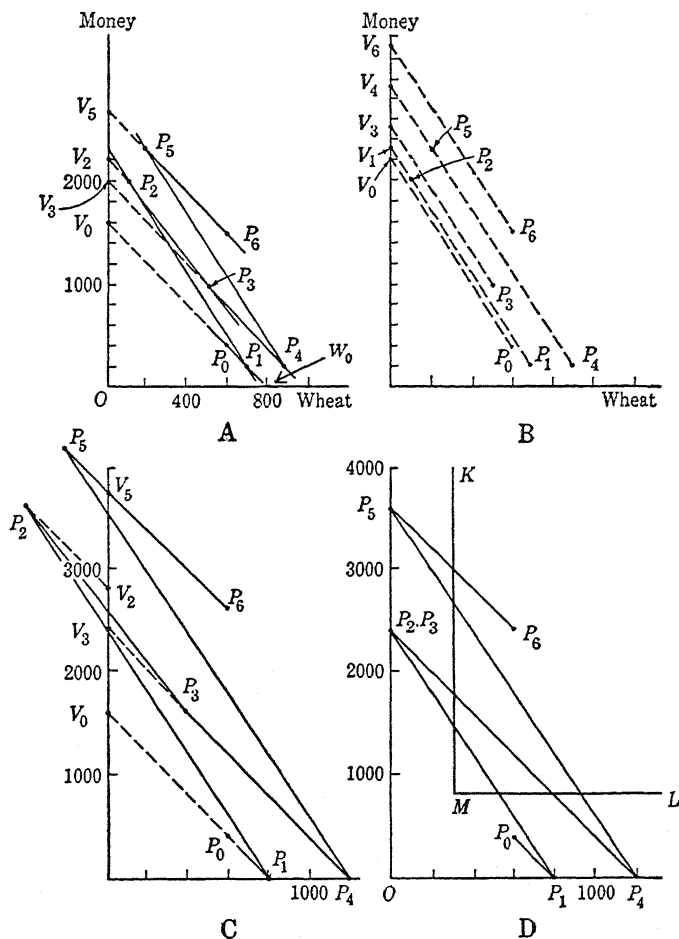 Money
V5
V2
2000
V3
V0
1000
P5
P2
P6
P3
P0
P1
P4
W0
O
400
800
Wheat
A
Money
V6
V4
V3
V1
V0
P5
P2
P6
P3
P0
P1
P4
Wheat
B
P5
V5
P2
3000
V2
P6
V3
2000
P3
V0
1000
P0
P1
1000
P4
C
4000
K
P5
3000
P2.P3
P6
2000
1000
M
L
P0
O
P1
1000
P4
D